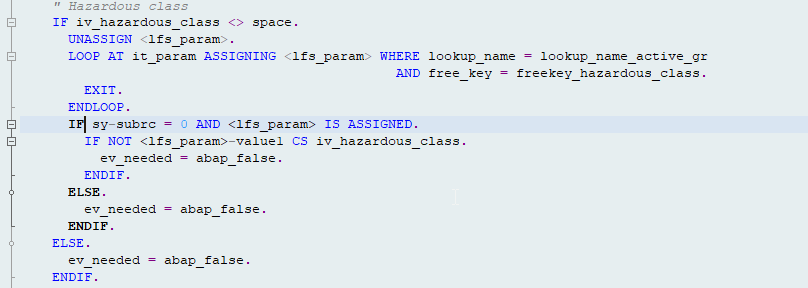 " Hazardous class
IF iv_hazardous_class <> space.
UNASSIGN <lfs_param>.
LOOP AT it_param ASSIGNING <lfs_param> WHERE lookup_name = lookup_name_active_gr
AND free_key = freekey_hazardous_class.
EXIT.
ENDLOOP.
IF sy-subrc = 0 AND <lfs_param> IS ASSIGNED.
IF NOT <lfs_param>-value1 CS iv_hazardous_class.
ev_needed = abap_false.
ENDIF.
ELSE.
ev_needed = abap_false.
ENDIF.
ELSE.
ev_needed = abap_false.
ENDIF.